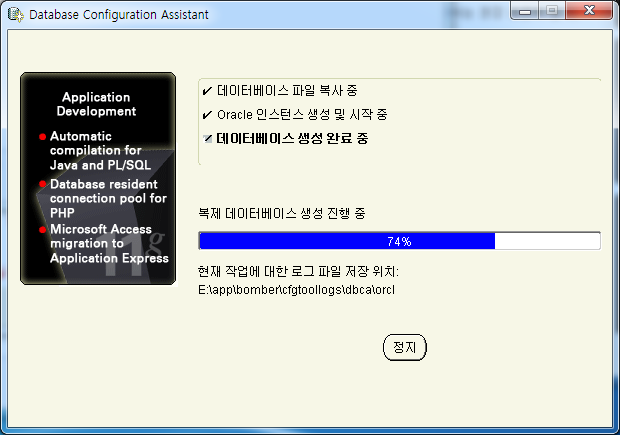 Database Configuration Assistant
Application
Development
Automatic
compilation for
Java and PL/SQL
Database resident
connection pool for
PHP
Microsoft Access
migration to
Application Express
11g
데이터베이스 파일 복사 중
Oracle 인스턴스 생성 및 시작 중
데이터베이스 생성 완료 중
복제 데이터베이스 생성 진행 중
74%
현재 작업에 대한 로그 파일 저장 위치:
E:\app\bomber\cfgtoollogs\dbca\orcl
정지